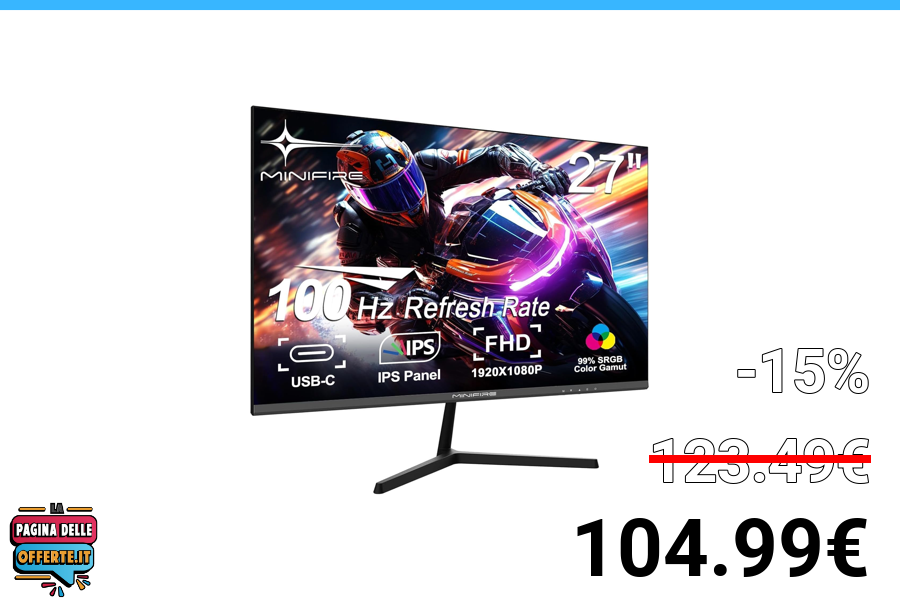 MINIFIRE
27"
100 Hz Refresh Rate
USB-C
IPS
IPS Panel
FHD
1920X1080P
99% SRGB
Color Gamut
MINIFIRE
-15%
123.49€
104.99€
LA
PAGINA DELLE
OFFERTE.IT